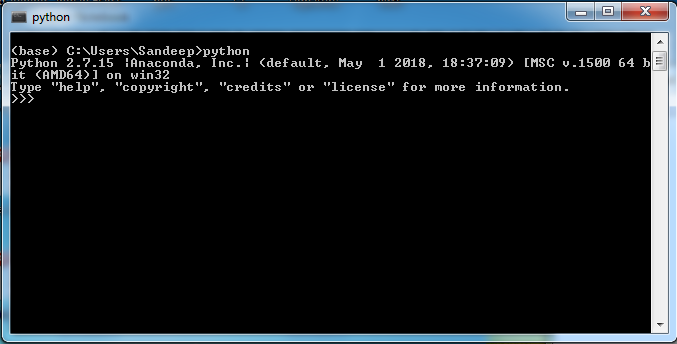 python
(base) C:\Users\Sandeep>python
Python 2.7.15 |Anaconda, Inc.| (default, May  1 2018, 18:37:09) [MSC v.1500 64 b
it (AMD64)] on win32
Type "help", "copyright", "credits" or "license" for more information.
>>>